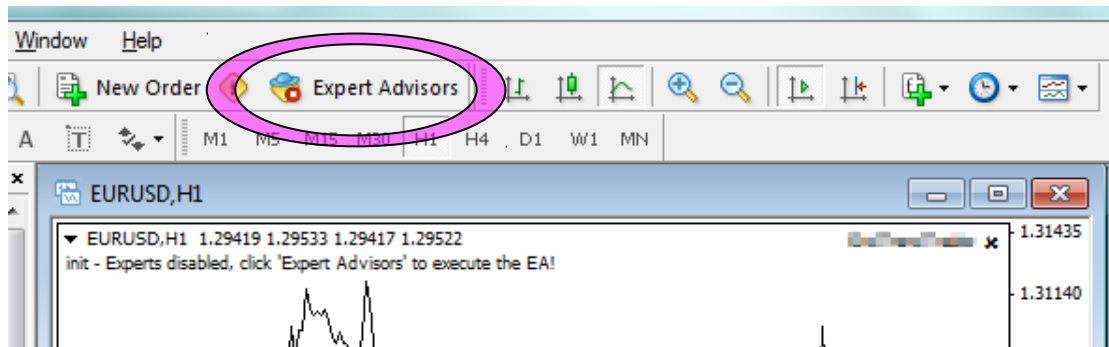 Window Help
New Order Expert Advisors
A T M1 M5 M15 M30 H1 H4 D1 W1 MN
EURUSD,H1
EURUSD,H1 1.29419 1.29533 1.29417 1.29522
1.31435
init - Experts disabled, click 'Expert Advisors' to execute the EA!
1.31140